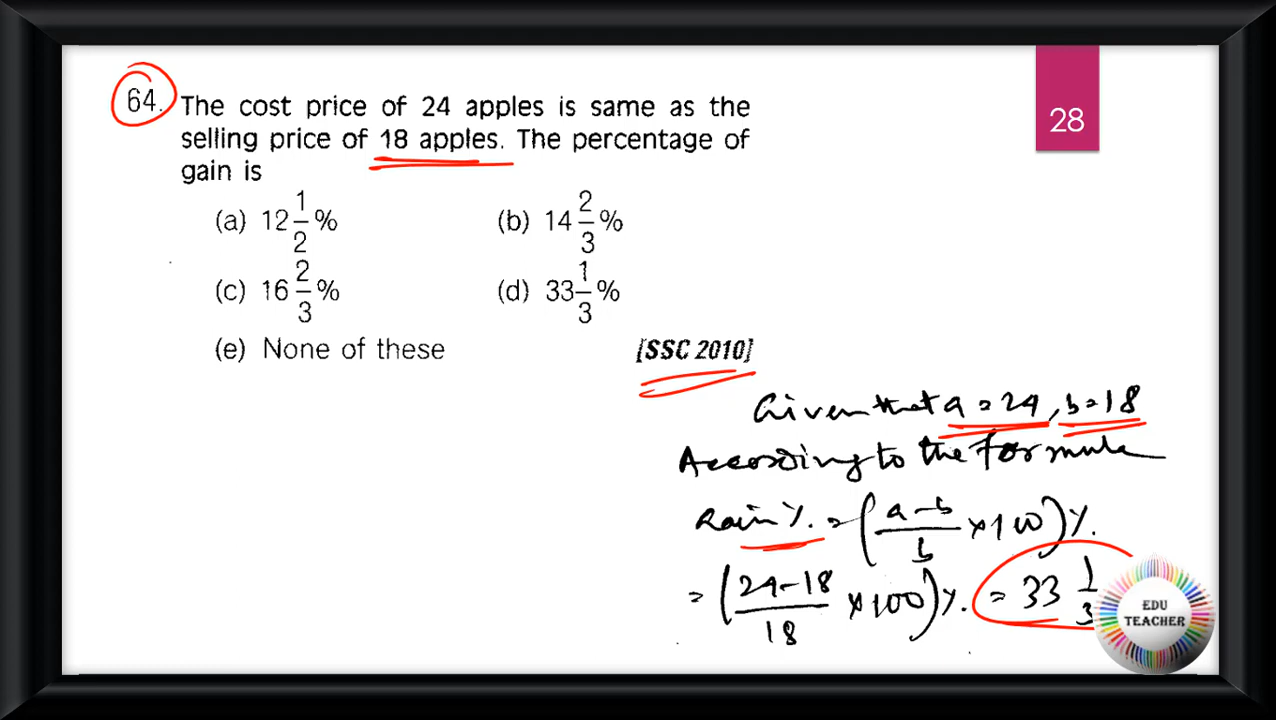 28
64. The cost price of 24 apples is same as the
selling price of 18 apples. The percentage of
gain is
(a) 12 1/2 %
(b) 14 2/3 %
(c) 16 2/3 %
(d) 33 1/3 %
(e) None of these
[SSC 2010]
Given that a = 24, b = 18
According to the formula
Gain %. = (a-b/b × 100) %.
= (24-18/18 × 100) %. = 33 1/3
EDU
TEACHER